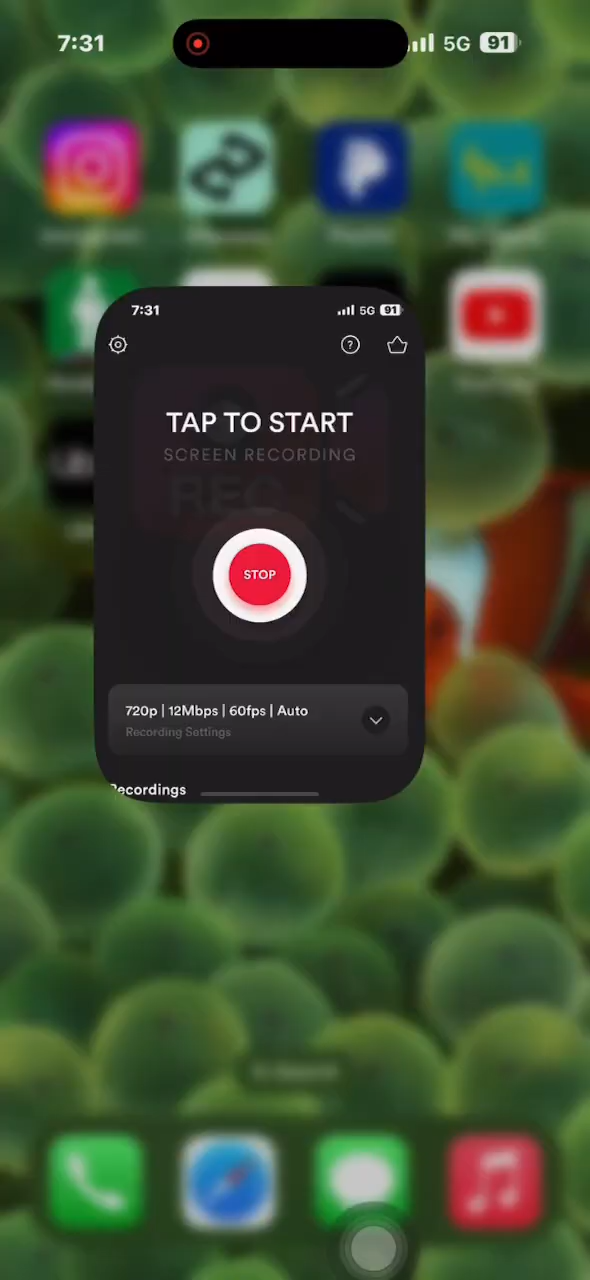 7:31
5G 91
7:31
5G 91
TAP TO START
SCREEN RECORDING
REC
STOP
720p | 12Mbps | 60fps | Auto
Recording Settings
Recordings